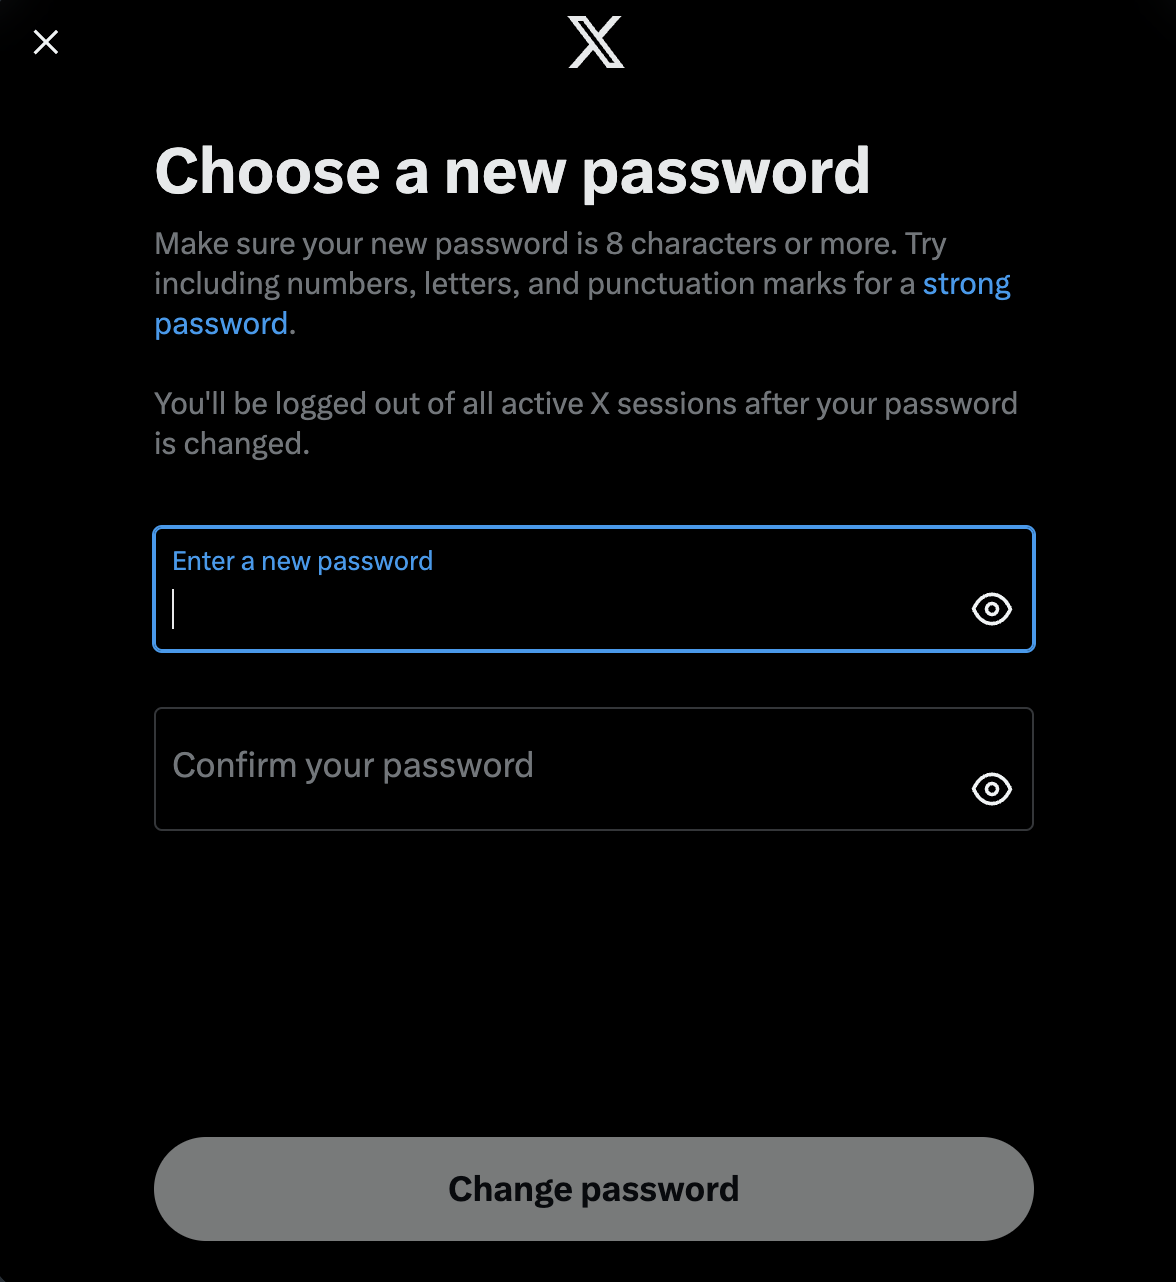 Choose a new password
Make sure your new password is 8 characters or more. Try
including numbers, letters, and punctuation marks for a strong
password.
You'll be logged out of all active X sessions after your password
is changed.
Enter a new password
Confirm your password
Change password